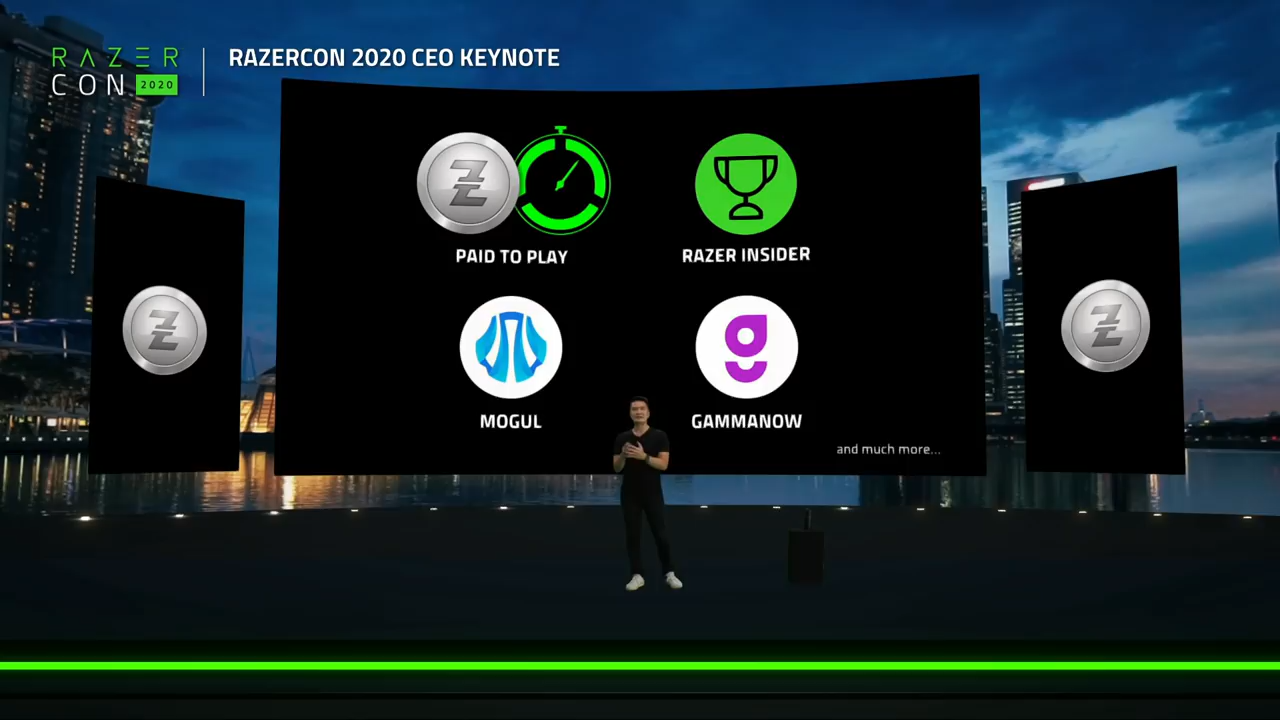 RAZER
CON 2020
RAZERCON 2020 CEO KEYNOTE
PAID TO PLAY
RAZER INSIDER
MOGUL
GAMMANOW
and much more...